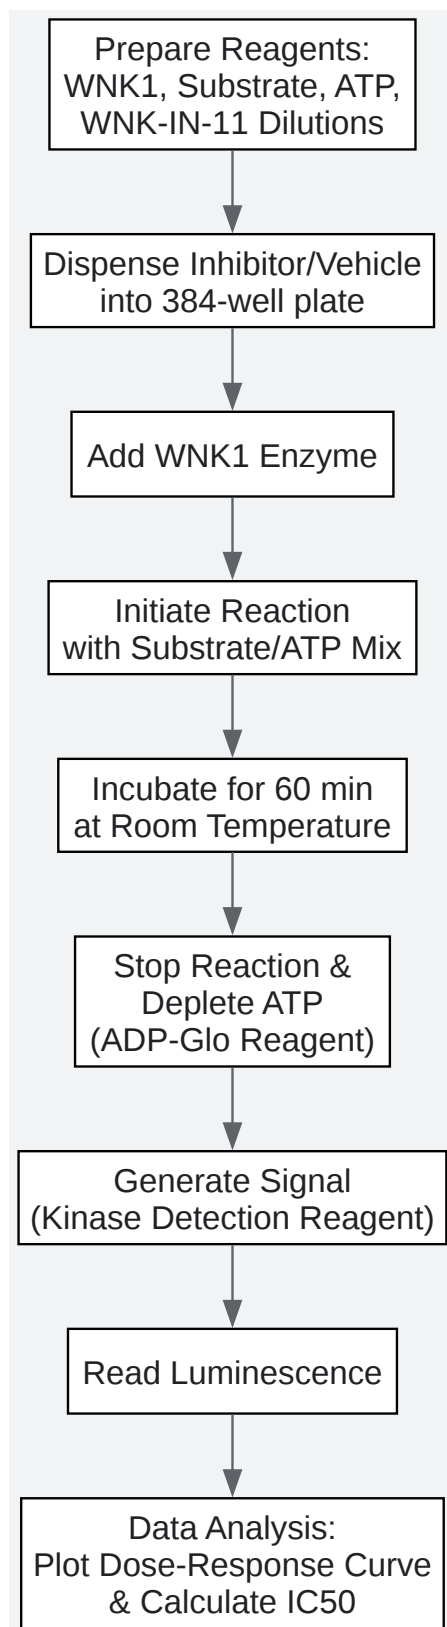 Prepare Reagents:
WNK1, Substrate, ATP,
WNK-IN-11 Dilutions
Dispense Inhibitor/Vehicle
into 384-well plate
Add WNK1 Enzyme
Initiate Reaction
with Substrate/ATP Mix
Incubate for 60 min
at Room Temperature
Stop Reaction &
Deplete ATP
(ADP-Glo Reagent)
Generate Signal
(Kinase Detection Reagent)
Read Luminescence
Data Analysis:
Plot Dose-Response Curve
& Calculate IC50